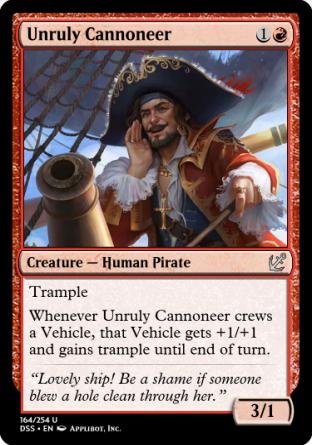 Unruly Cannoneer 1
Creature — Human Pirate
Trample
Whenever Unruly Cannoneer crews
a Vehicle, that Vehicle gets +1/+1
and gains trample until end of turn.
“Lovely ship! Be a shame if someone
blew a hole clean through her.”
3/1
164/254 U
DSS • EN Applibot, Inc.